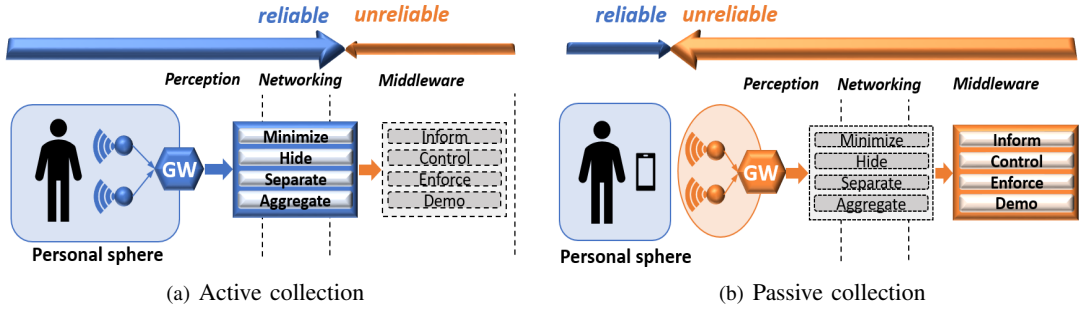 reliable unreliable
Perception Networking Middleware
GW
Minimize
Hide
Separate
Aggregate
Inform
Control
Enforce
Demo
Personal sphere
(a) Active collection
reliable unreliable
Perception Networking Middleware
GW
Minimize
Hide
Separate
Aggregate
Inform
Control
Enforce
Demo
Personal sphere
(b) Passive collection